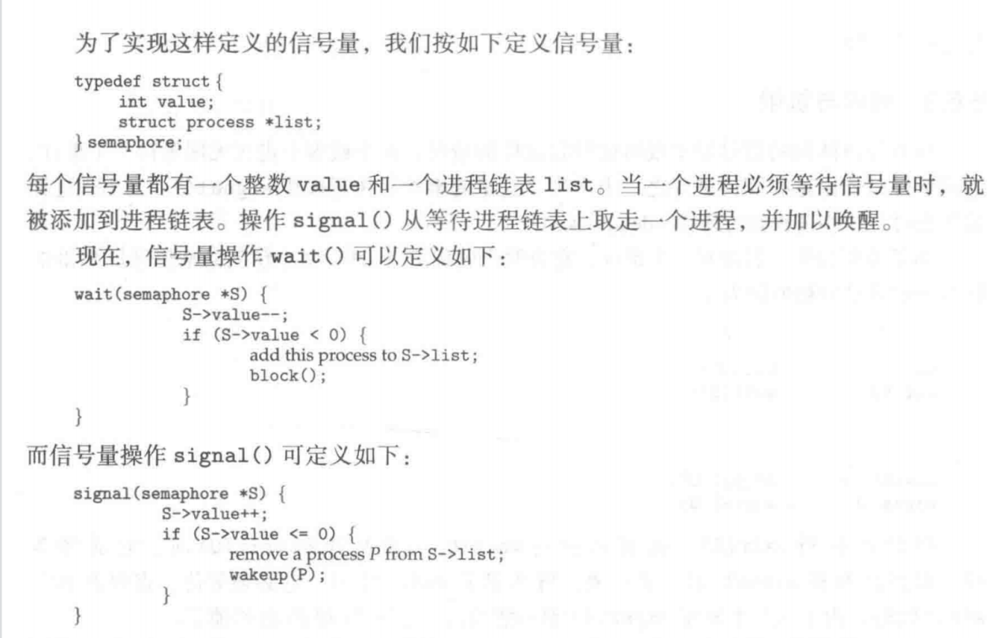 为了实现这样定义的信号量，我们按如下定义信号量：
typedef struct{
int value;
struct process *list;
}semaphore;
每个信号量都有一个整数 value 和一个进程链表 list。当一个进程必须等待信号量时，就
被添加到进程链表。操作 signal() 从等待进程链表上取走一个进程，并加以唤醒。
现在，信号量操作 wait() 可以定义如下：
wait(semaphore *S) {
S->value--;
if (S->value < 0) {
add this process to S->list;
block();
}
}
而信号量操作 signal() 可定义如下：
signal(semaphore *S) {
S->value++;
if (S->value <= 0) {
remove a process P from S->list;
wakeup(P);
}
}